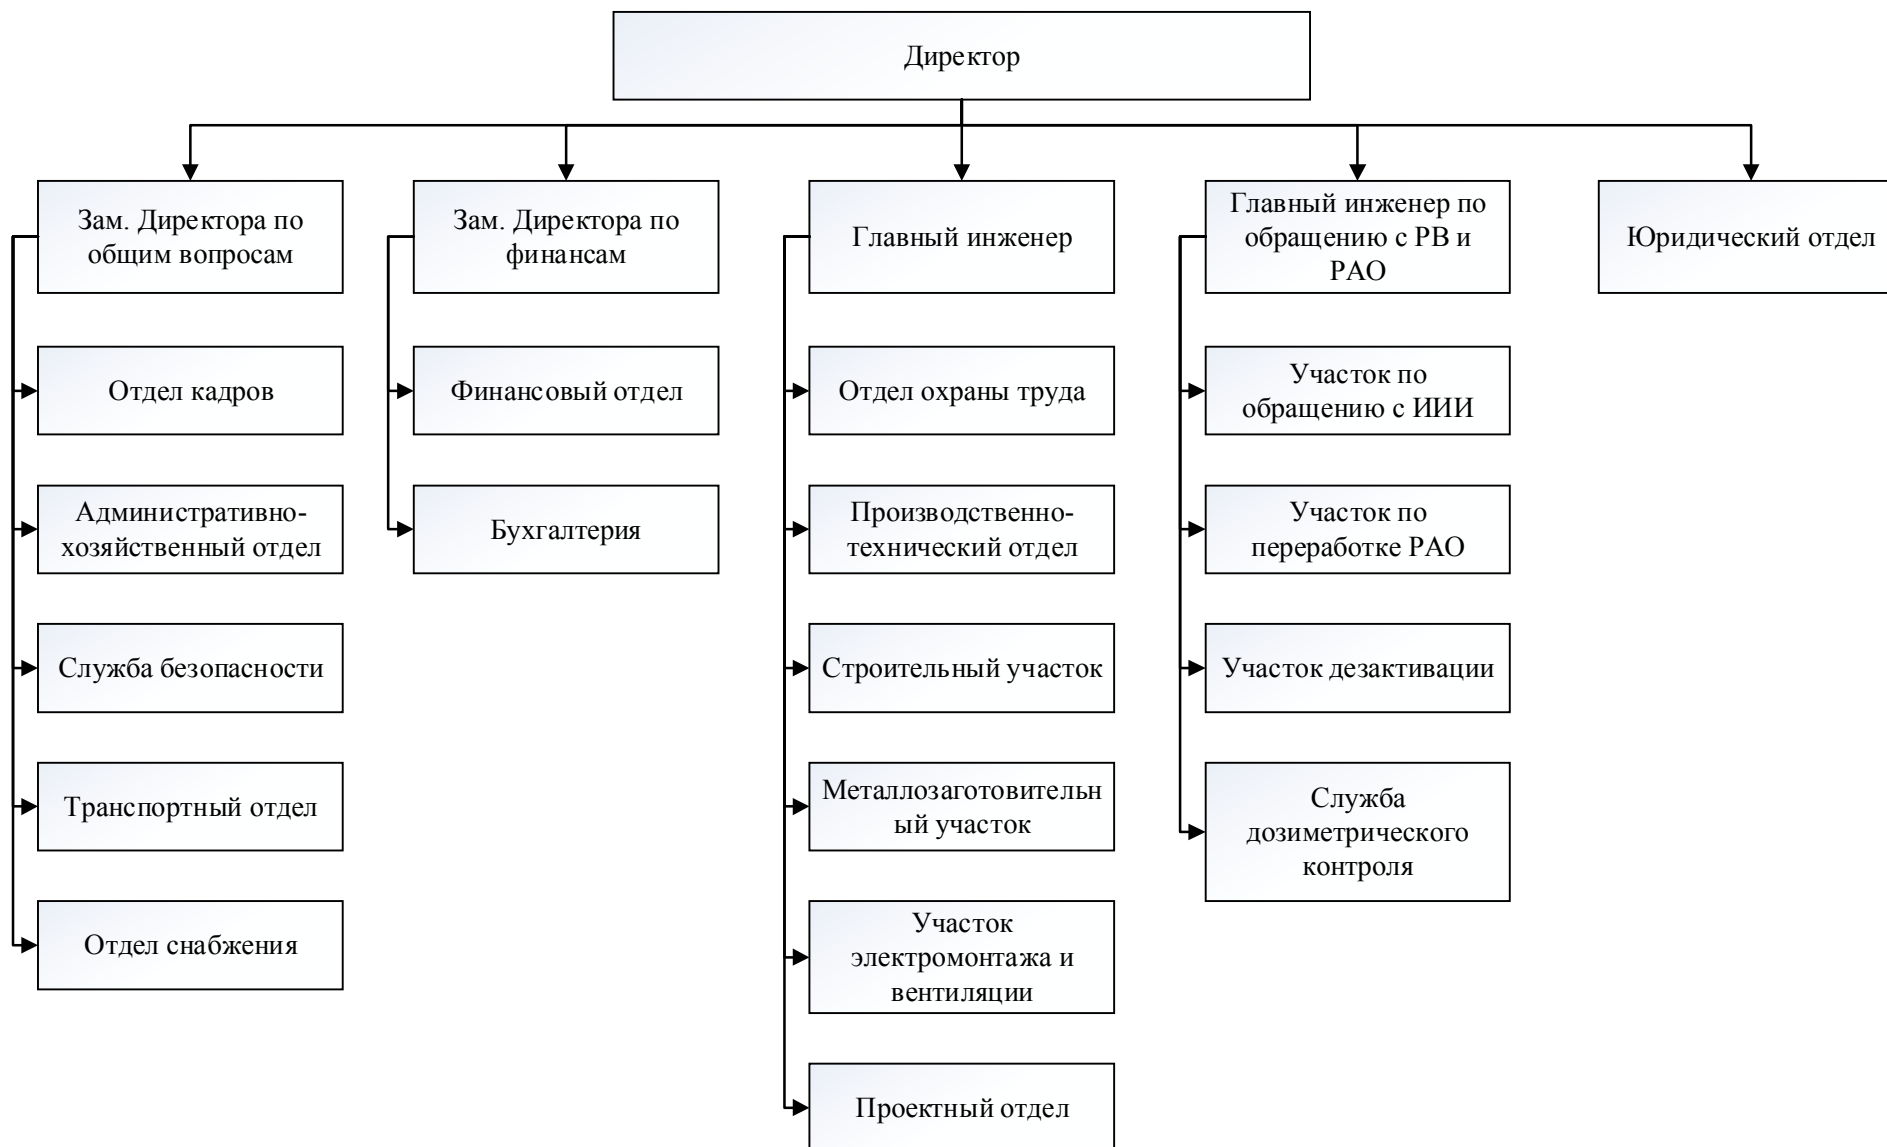 Директор
Зам. Директора по
общим вопросам
Зам. Директора по
финансам
Главный инженер
Главный инженер по
обращению с РВ и
РАО
Юридический отдел
Отдел кадров
Финансовый отдел
Отдел охраны труда
Участок по
обращению с ИИИ
Административно-
хозяйственный отдел
Бухгалтерия
Производственно-
технический отдел
Участок по
переработке РАО
Служба безопасности
Строительный участок
Участок дезактивации
Транспортный отдел
Металлозаготовительн
ый участок
Служба
дозиметрического
контроля
Отдел снабжения
Участок
электромонтажа и
вентиляции
Проектный отдел